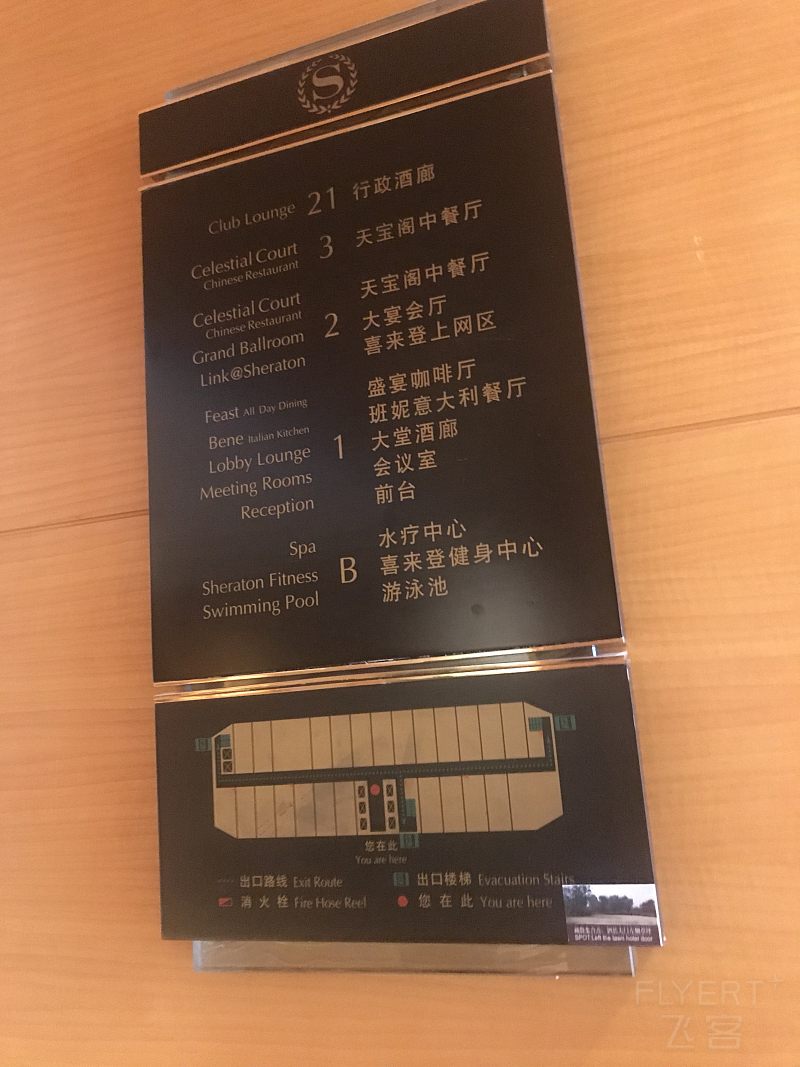 S
Club Lounge 21 行政酒廊
Celestial Court 3 天宝阁中餐厅
Chinese Restaurant
Celestial Court 天宝阁中餐厅
Chinese Restaurant
Grand Ballroom 2 大宴会厅
Link@Sheraton 喜来登上网区
Feast All Day Dining 盛宴咖啡厅
Bene Italian Kitchen 班妮意大利餐厅
Lobby Lounge 1 大堂酒廊
Meeting Rooms 会议室
Reception 前台
Spa 水疗中心
Sheraton Fitness B 喜来登健身中心
Swimming Pool 游泳池
您在此
You are here
出口路线 Exit Route 出口楼梯 Evacuation Stairs
消火栓 Fire Hose Reel 您在此 You are here
SPOT Left the lawn hotel door
FLYERT
飞客